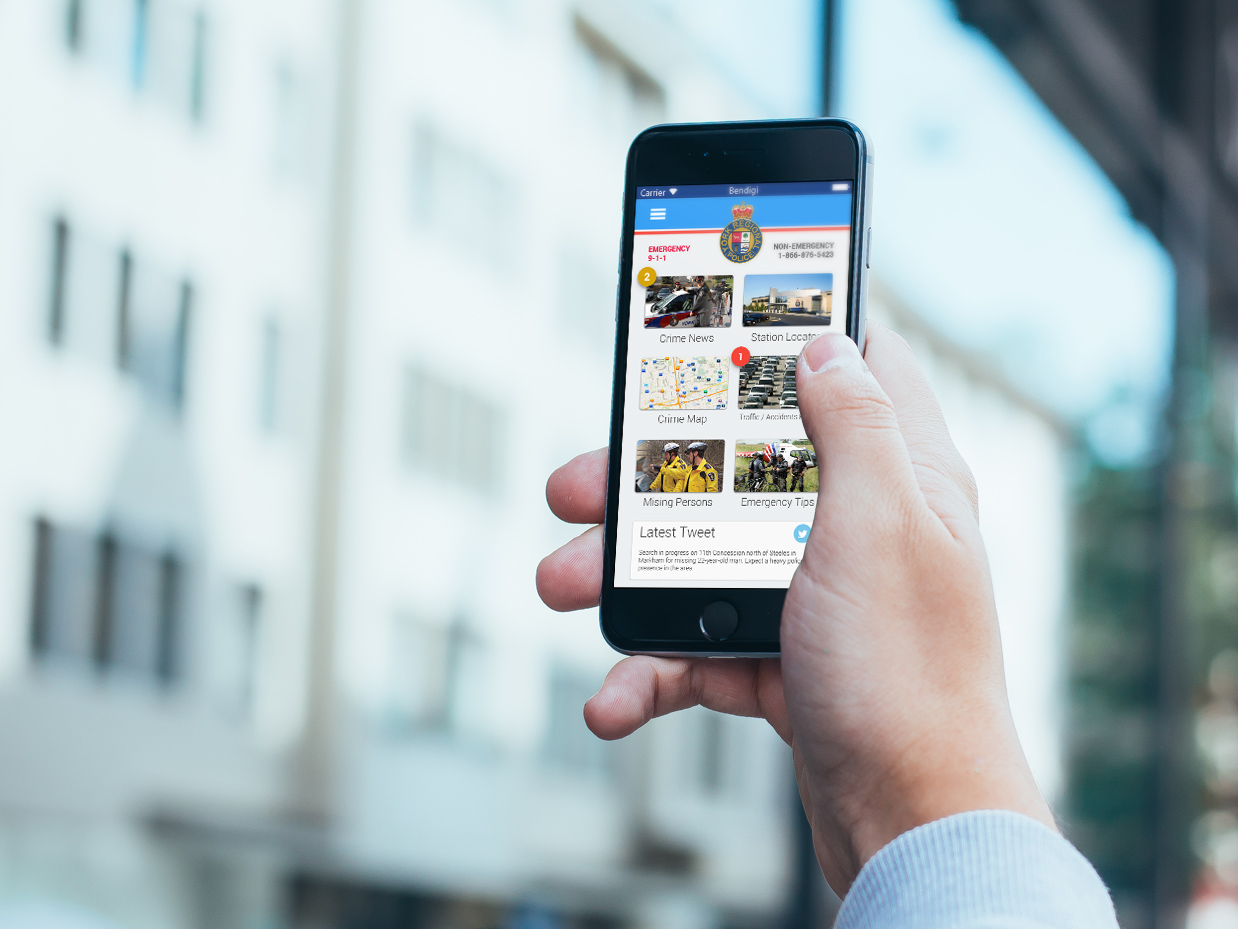 Carrier
Bendigi
YORK REGIONAL
POLICE
EMERGENCY
9-1-1
NON-EMERGENCY
1-866-876-5423
2
Crime News
Station Locator
1
Crime Map
Traffic / Accidents
Mising Persons
Emergency Tips
Latest Tweet
Search in progress on 11th Concession north of Steeles in
Markham for missing 22-year-old man. Expect a heavy police
presence in the area